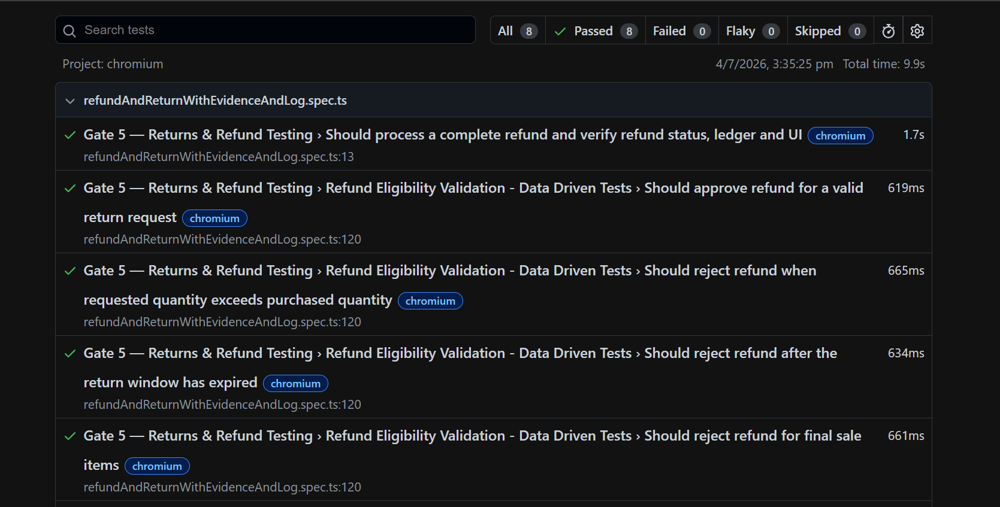 Search tests
All 8 Passed 8 Failed 0 Flaky 0 Skipped 0
Project: chromium 4/7/2026, 3:35:25 pm Total time: 9.9s
refundAndReturnWithEvidenceAndLog.spec.ts
Gate 5 — Returns & Refund Testing › Should process a complete refund and verify refund status, ledger and UI chromium 1.7s
refundAndReturnWithEvidenceAndLog.spec.ts:13
Gate 5 — Returns & Refund Testing › Refund Eligibility Validation - Data Driven Tests › Should approve refund for a valid 619ms
return request chromium
refundAndReturnWithEvidenceAndLog.spec.ts:120
Gate 5 — Returns & Refund Testing › Refund Eligibility Validation - Data Driven Tests › Should reject refund when 665ms
requested quantity exceeds purchased quantity chromium
refundAndReturnWithEvidenceAndLog.spec.ts:120
Gate 5 — Returns & Refund Testing › Refund Eligibility Validation - Data Driven Tests › Should reject refund after the 634ms
return window has expired chromium
refundAndReturnWithEvidenceAndLog.spec.ts:120
Gate 5 — Returns & Refund Testing › Refund Eligibility Validation - Data Driven Tests › Should reject refund for final sale 661ms
items chromium
refundAndReturnWithEvidenceAndLog.spec.ts:120